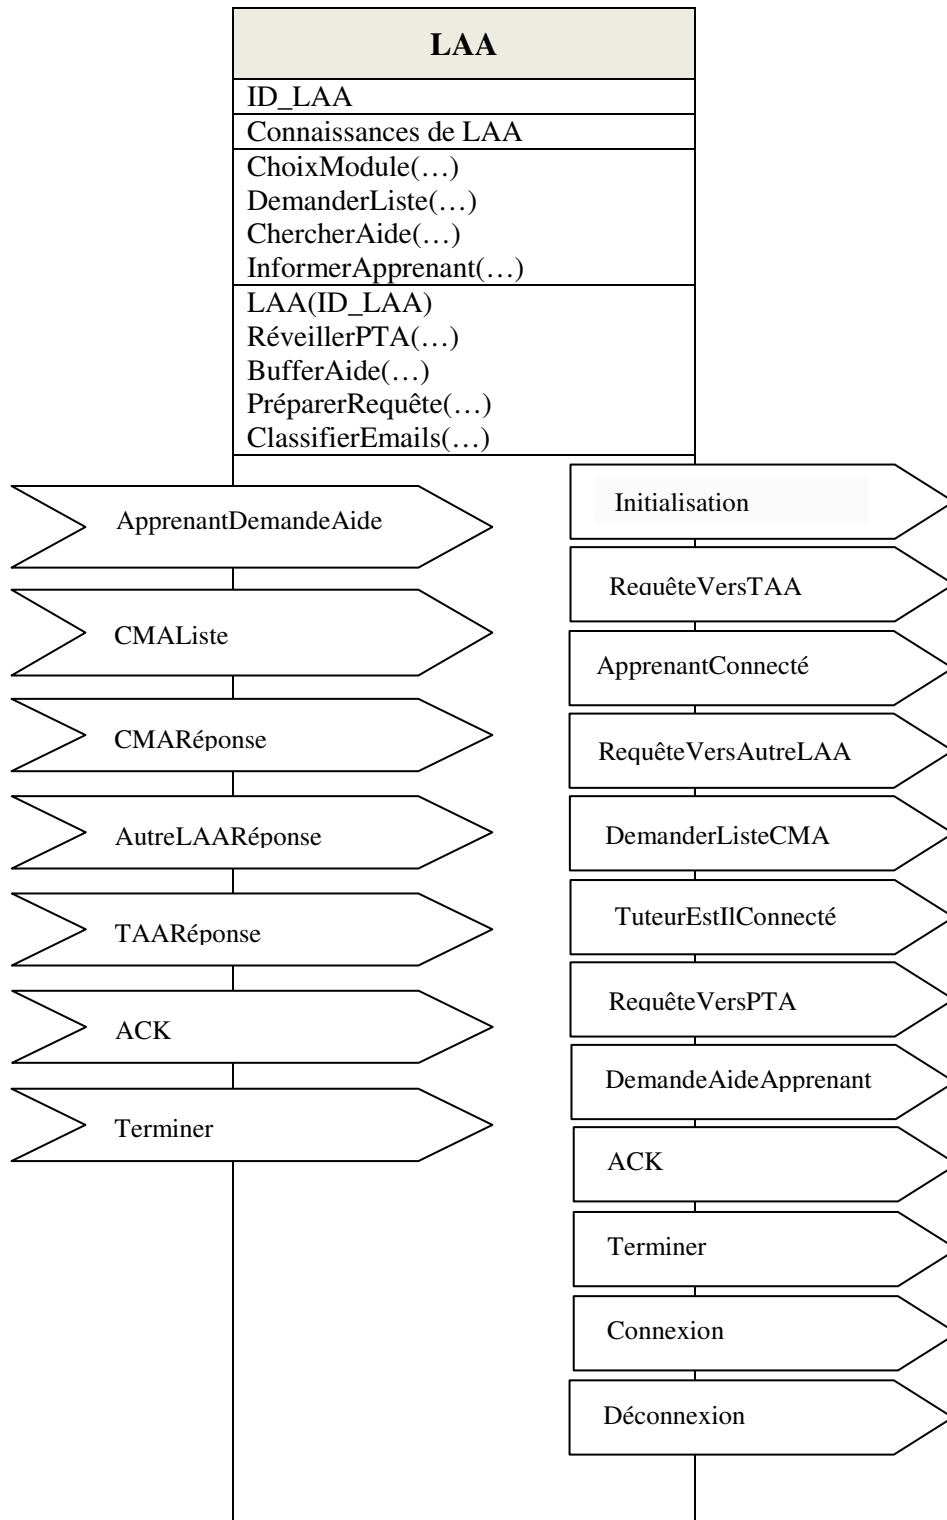 LAA
ID_LAA
Connaissances de LAA
ChoixModule(…)
DemanderListe(…)
ChercherAide(…)
InformerApprenant(…)
LAA(ID_LAA)
RéveillerPTA(…)
BufferAide(…)
PréparerRequête(…)
ClassifierEmails(…)
ApprenantDemandeAide
CMAListe
CMARéponse
AutreLAARéponse
TAARéponse
ACK
Terminer
Initialisation
RequêteVersTAA
ApprenantConnecté
RequêteVersAutreLAA
DemanderListeCMA
TuteurEstIlConnecté
RequêteVersPTA
DemandeAideApprenant
ACK
Terminer
Connexion
Déconnexion